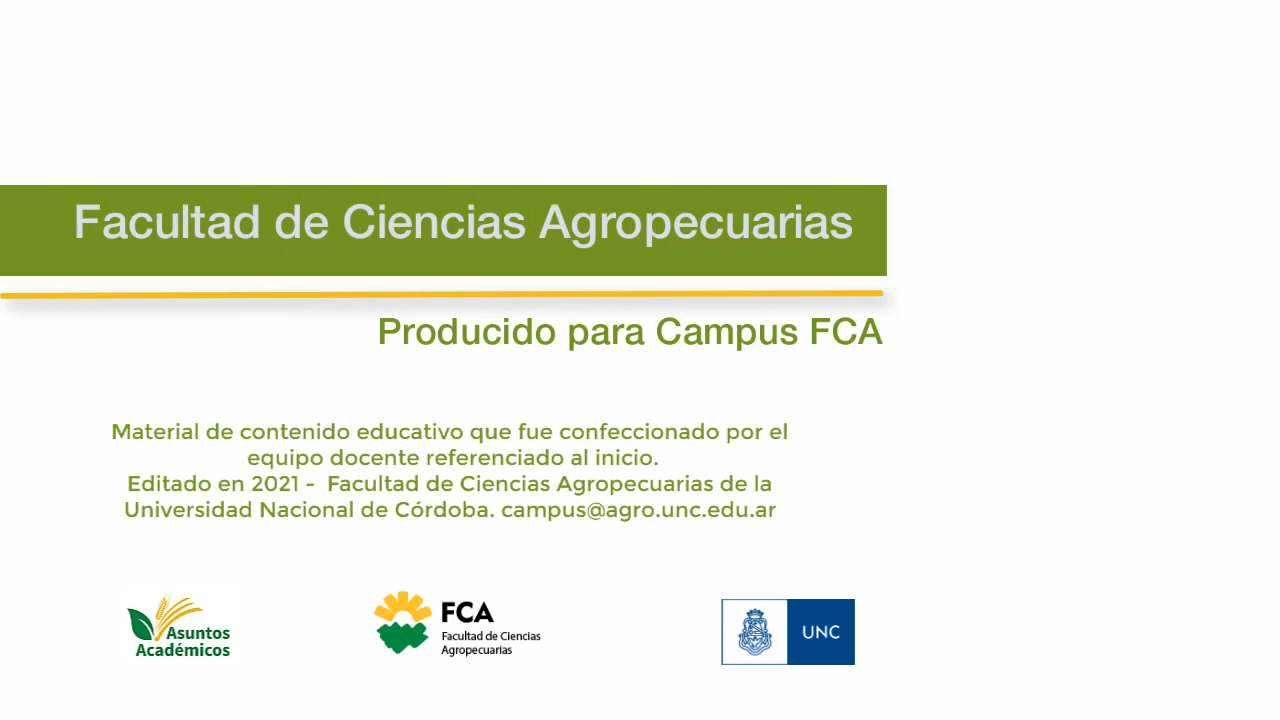 Facultad de Ciencias Agropecuarias
Producido para Campus FCA
Material de contenido educativo que fue confeccionado por el
equipo docente referenciado al inicio.
Editado en 2021 -  Facultad de Ciencias Agropecuarias de la
Universidad Nacional de Córdoba. campus@agro.unc.edu.ar
Asuntos
Académicos
FCA
Facultad de Ciencias
Agropecuarias
UNC